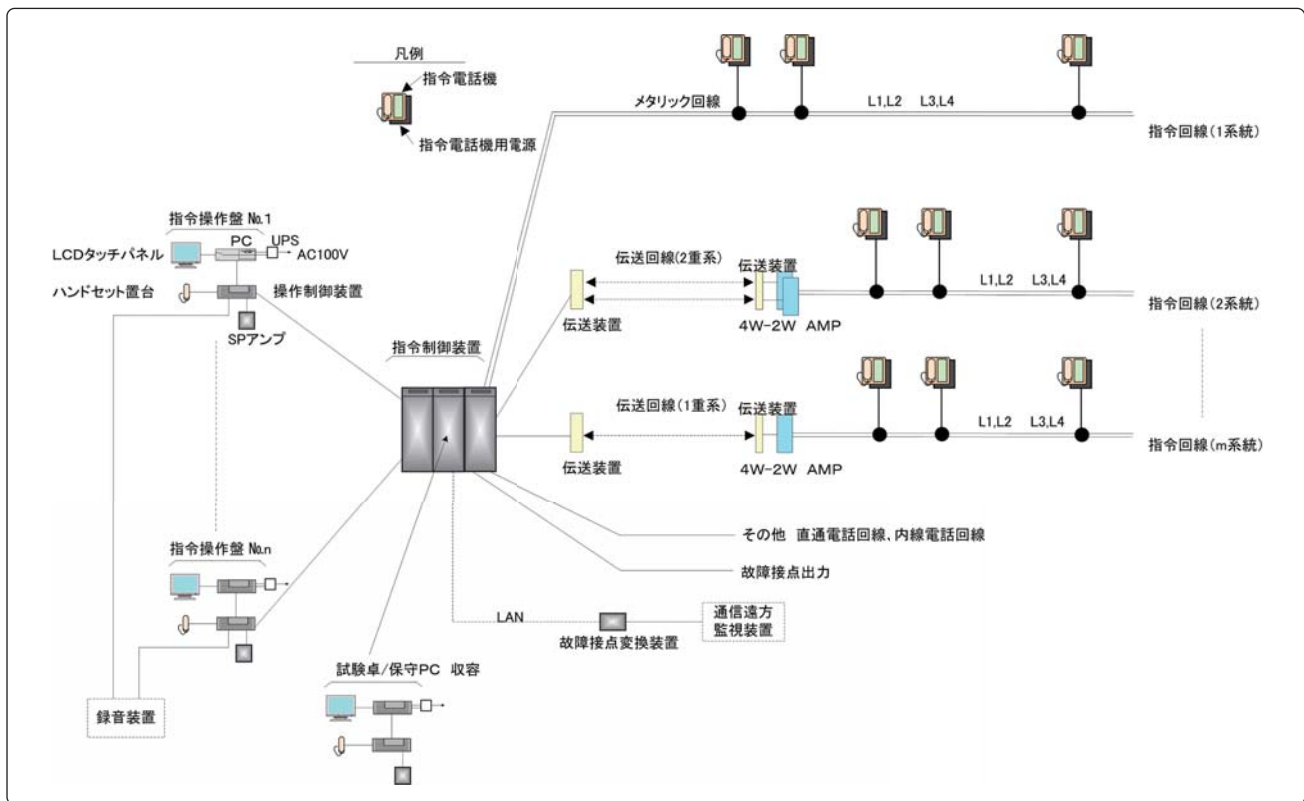 凡例
指令電話機
指令電話機用電源
メタリック回線
L1,L2 L3,L4
指令回線(1系統)
指令操作盤 №1
LCDタッチパネル
PC
UPS
AC100V
ハンドセット置台
操作制御装置
SPアンプ
指令制御装置
伝送回線(2重系)
伝送装置
伝送装置
4W-2W AMP
L1,L2 L3,L4
指令回線(2系統)
伝送回線(1重系)
伝送装置
伝送装置
4W-2W AMP
L1,L2 L3,L4
指令回線(m系統)
その他 直通電話回線、内線電話回線
故障接点出力
LAN
故障接点変換装置
通信遠方
監視装置
指令操作盤 №n
録音装置
試験卓/保守PC 収容